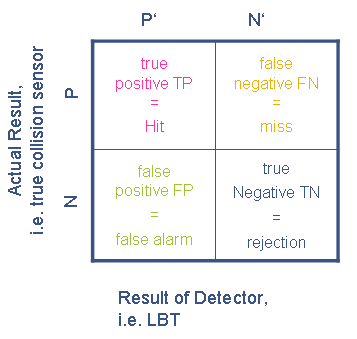 P‘ N‘
Actual Result,
i.e. true collision sensor
P
true
positive TP
=
Hit
false
negative FN
=
miss
N
false
positive FP
=
false alarm
true
Negative TN
=
rejection
Result of Detector,
i.e. LBT